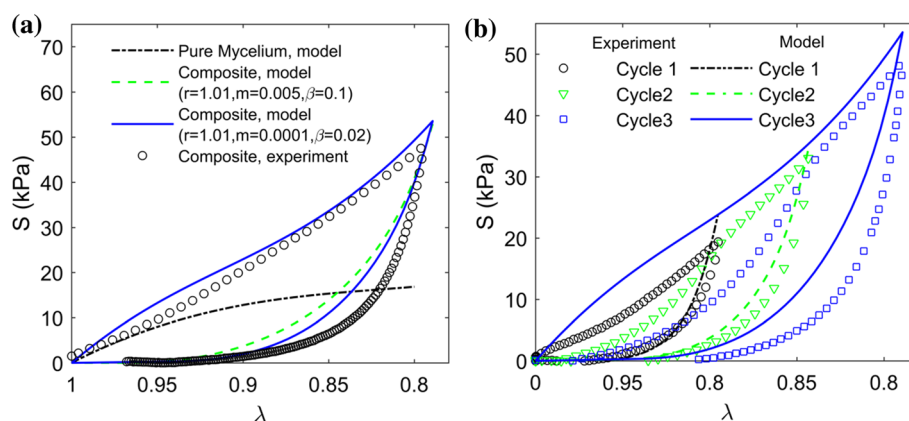 (a)
S (kPa)
80
70
60
50
40
30
20
10
0
Pure Mycelium, model
Composite, model
(r=1.01,m=0.005,β=0.1)
Composite, model
(r=1.01,m=0.0001,β=0.02)
Composite, experiment
1 0.95 0.9 0.85 0.8
λ
(b)
S (kPa)
50
40
30
20
10
0
Experiment Model
Cycle 1 Cycle 1
Cycle2 Cycle2
Cycle3 Cycle3
0 0.95 0.8 0.85 0.8
λ